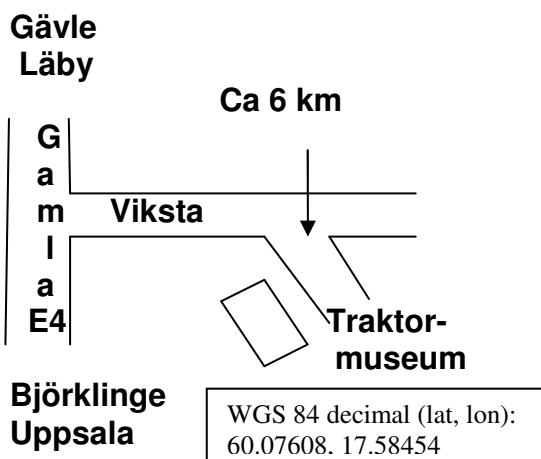 Gävle
Läby
Ca 6 km
Gamla
E4
Viksta
Traktor-
museum
Björklinge
Uppsala
WGS 84 decimal (lat, lon):
60.07608, 17.58454